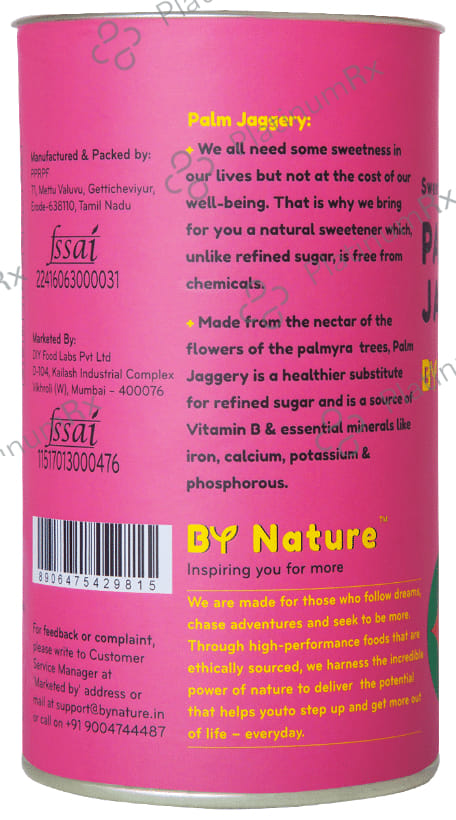 Manufactured & Packed by:
PPRPF
71, Mettu Valuvu, Getticheviyur,
Erode-638110, Tamil Nadu
fssai
22416063000031
Marketed By:
DIY Food Labs Pvt Ltd
D-104, Kailash Industrial Complex
Vikhroli (W), Mumbai - 400076
fssai
11517013000476
8906475429815
For feedback or complaint,
please write to Customer
Service Manager at
'Marketed by' address or
mail at support@bynature.in
or call on +91 9004744487
Palm Jaggery:
+ We all need some sweetness in
our lives but not at the cost of our
well-being. That is why we bring
for you a natural sweetener which,
unlike refined sugar, is free from
chemicals.
+ Made from the nectar of the
flowers of the palmyra trees, Palm
Jaggery is a healthier substitute
for refined sugar and is a source of
Vitamin B & essential minerals like
iron, calcium, potassium &
phosphorous.
BY Nature™
Inspiring you for more
We are made for those who follow dreams,
chase adventures and seek to be more.
Through high-performance foods that are
ethically sourced, we harness the incredible
power of nature to deliver the potential
that helps youto step up and get more out
of life – everyday.
PlatinumRx